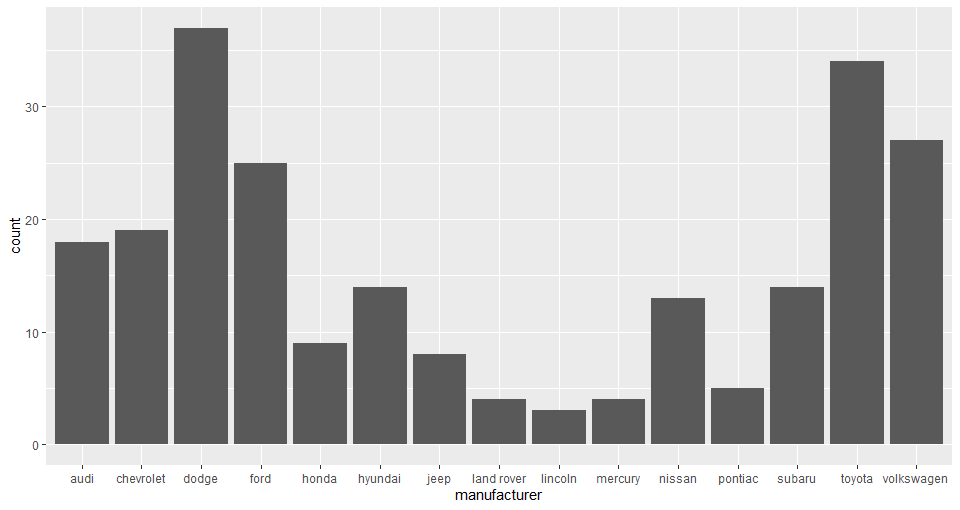 30
20
10
0
count
audi chevrolet dodge ford honda hyundai jeep land rover lincoln mercury nissan pontiac subaru toyota volkswagen
manufacturer